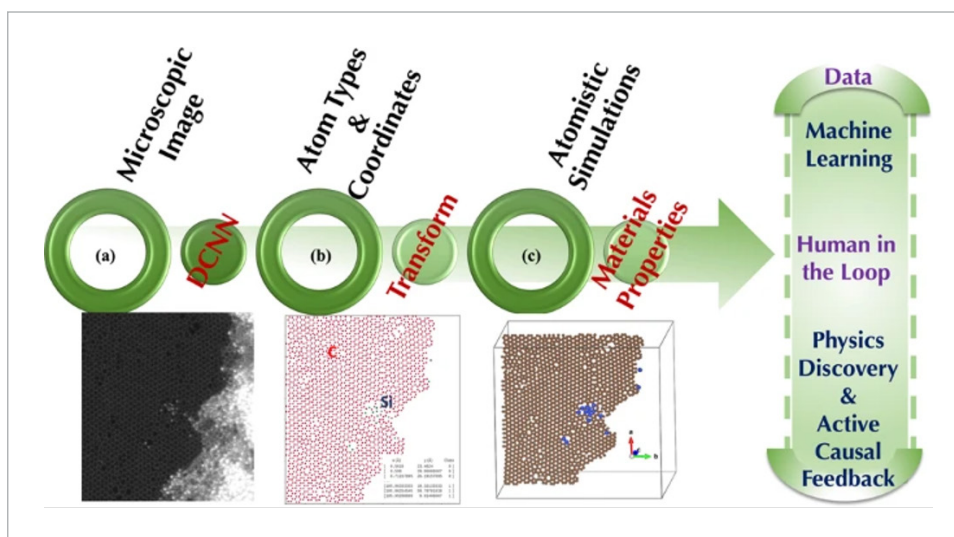 Microscopic
Image
Atom Types
&
Coordinates
Atomistic
Simulations
(a)
DCNN
(b)
Transform
(c)
Materials
Properties
C
Si
a
b
Data
Machine
Learning
Human in
the Loop
Physics
Discovery
&
Active
Causal
Feedback